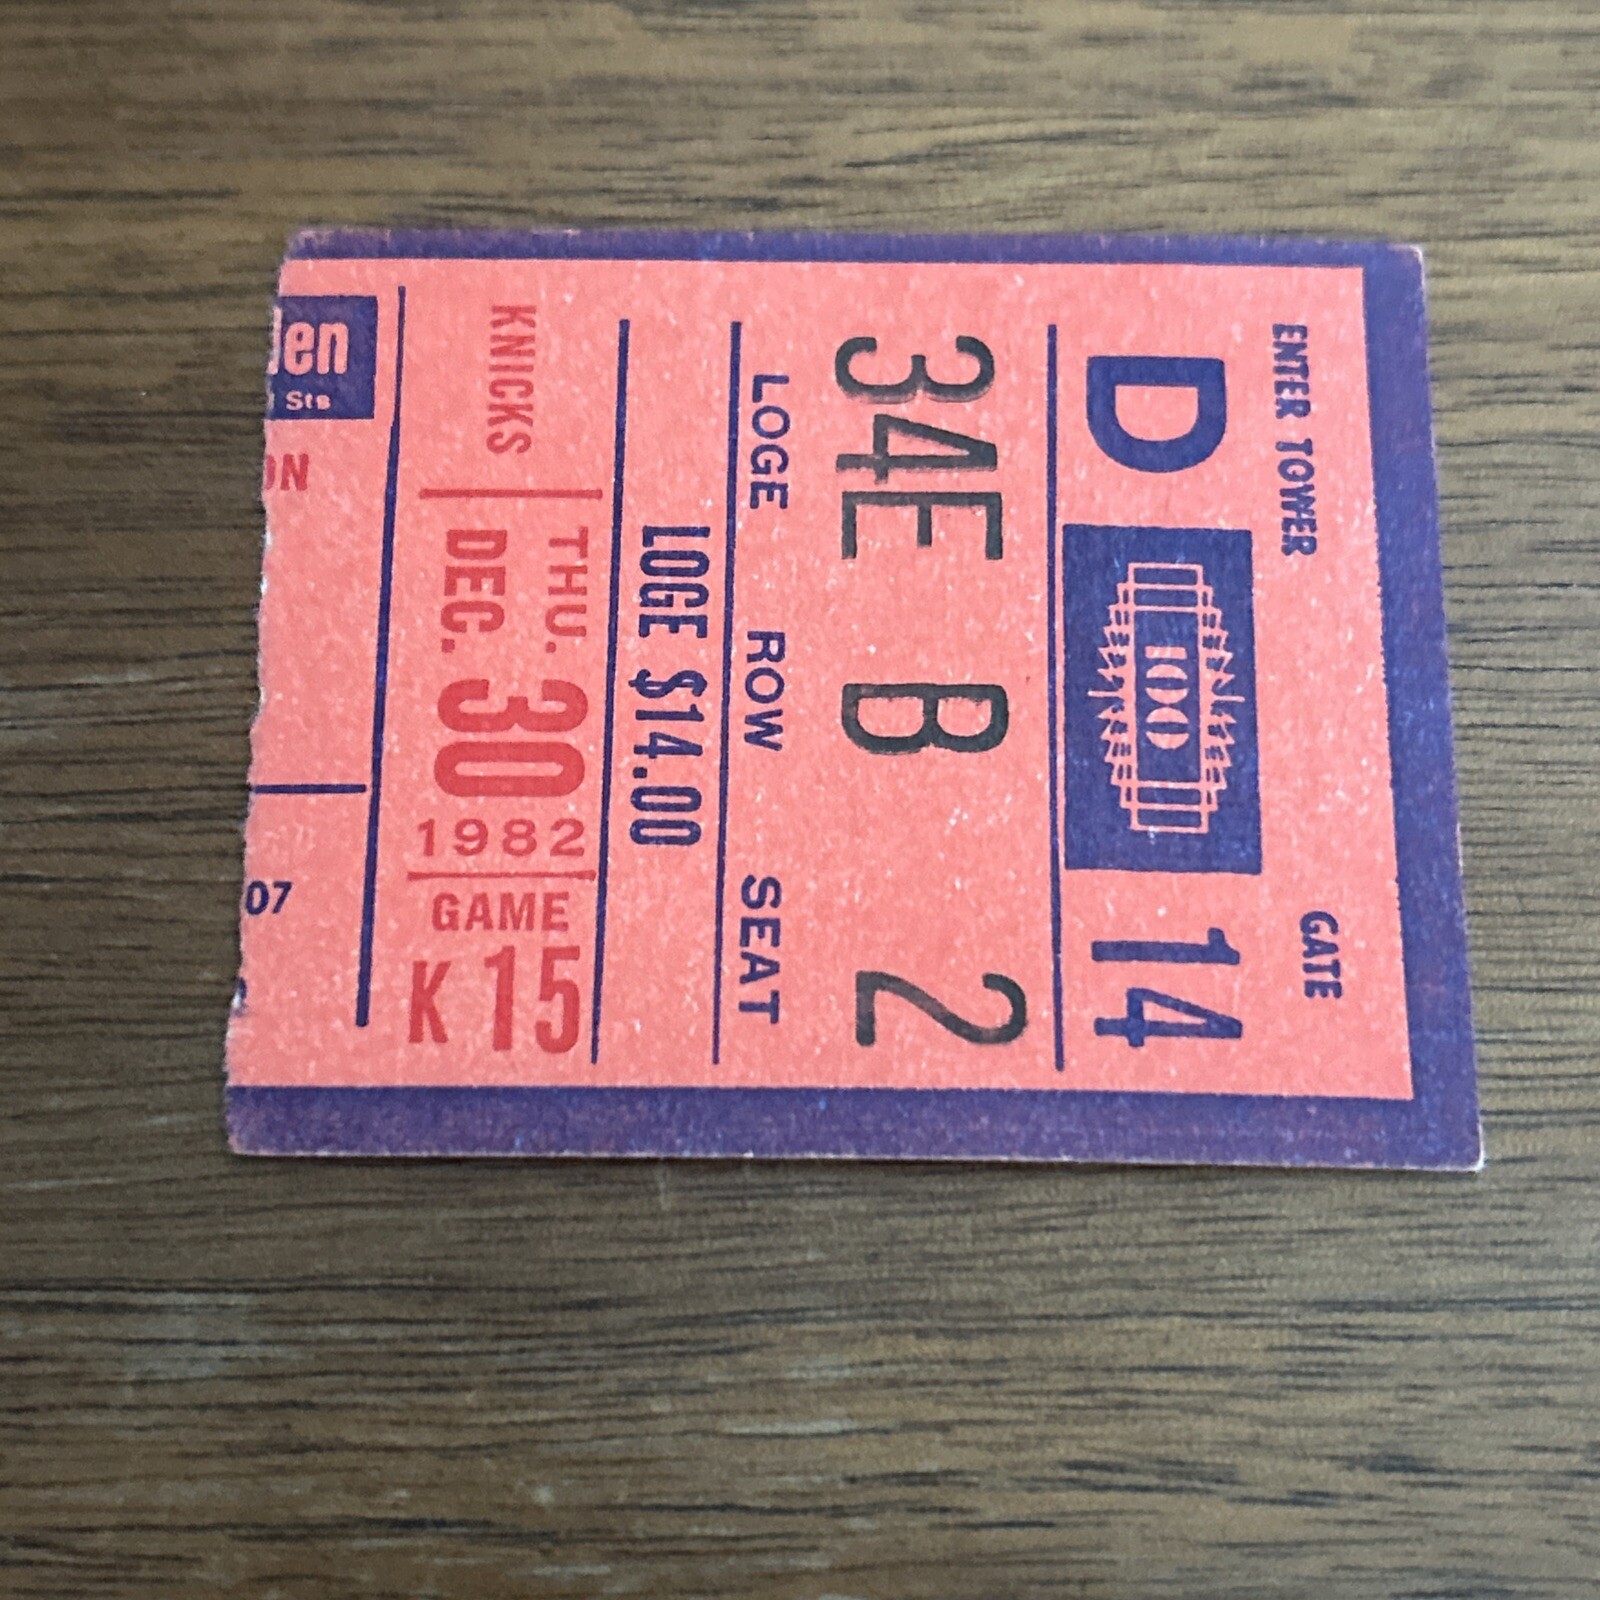 ENTER TOWER GATE
D 100 14
34E B 2
LOGE ROW SEAT
LOGE $14.00
KNICKS THU. DEC. 30 1982 GAME K 15
den
Sts
ON
07